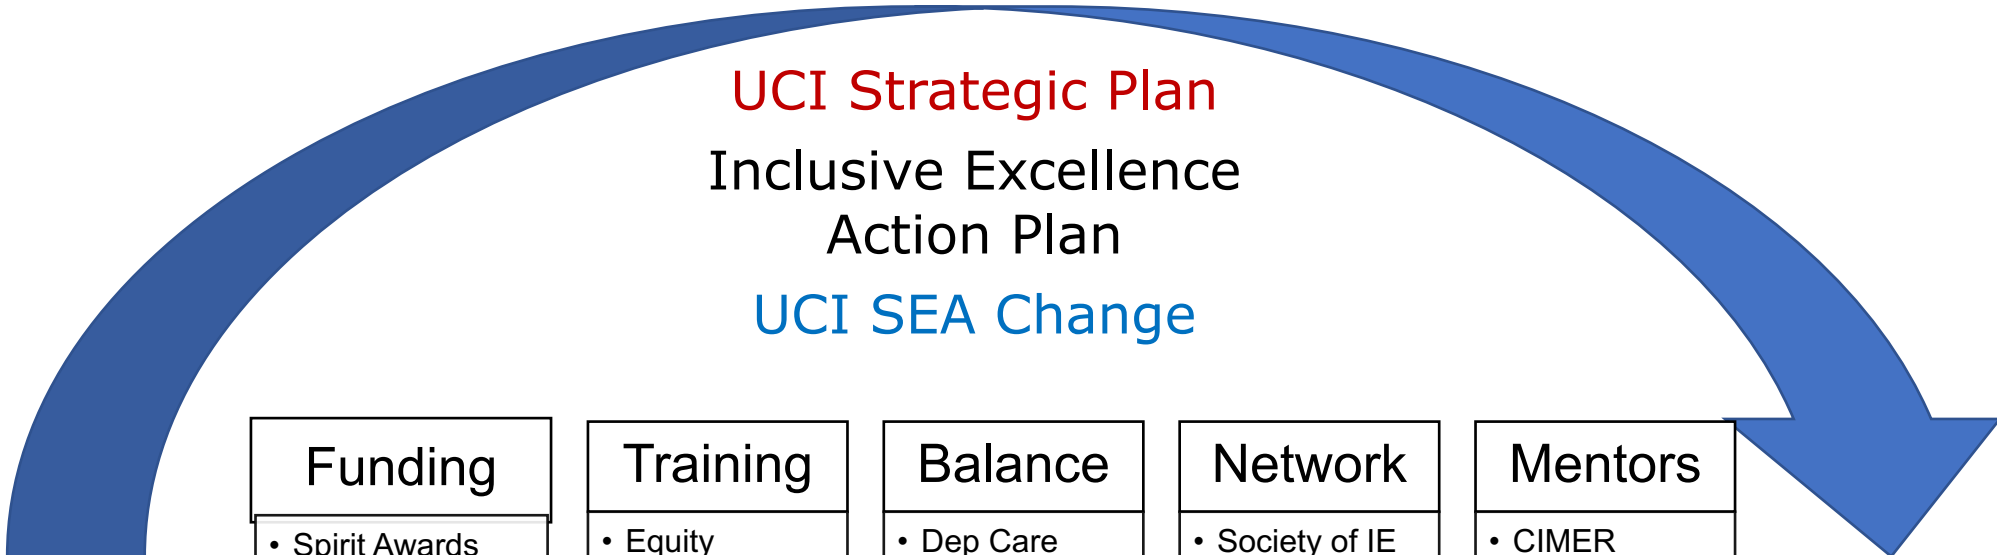 UCI Strategic Plan
Inclusive Excellence
Action Plan
UCI SEA Change
Funding
Training
Balance
Network
Mentors
• Spirit Awards
• Equity
• Dep Care
• Society of IE
• CIMER